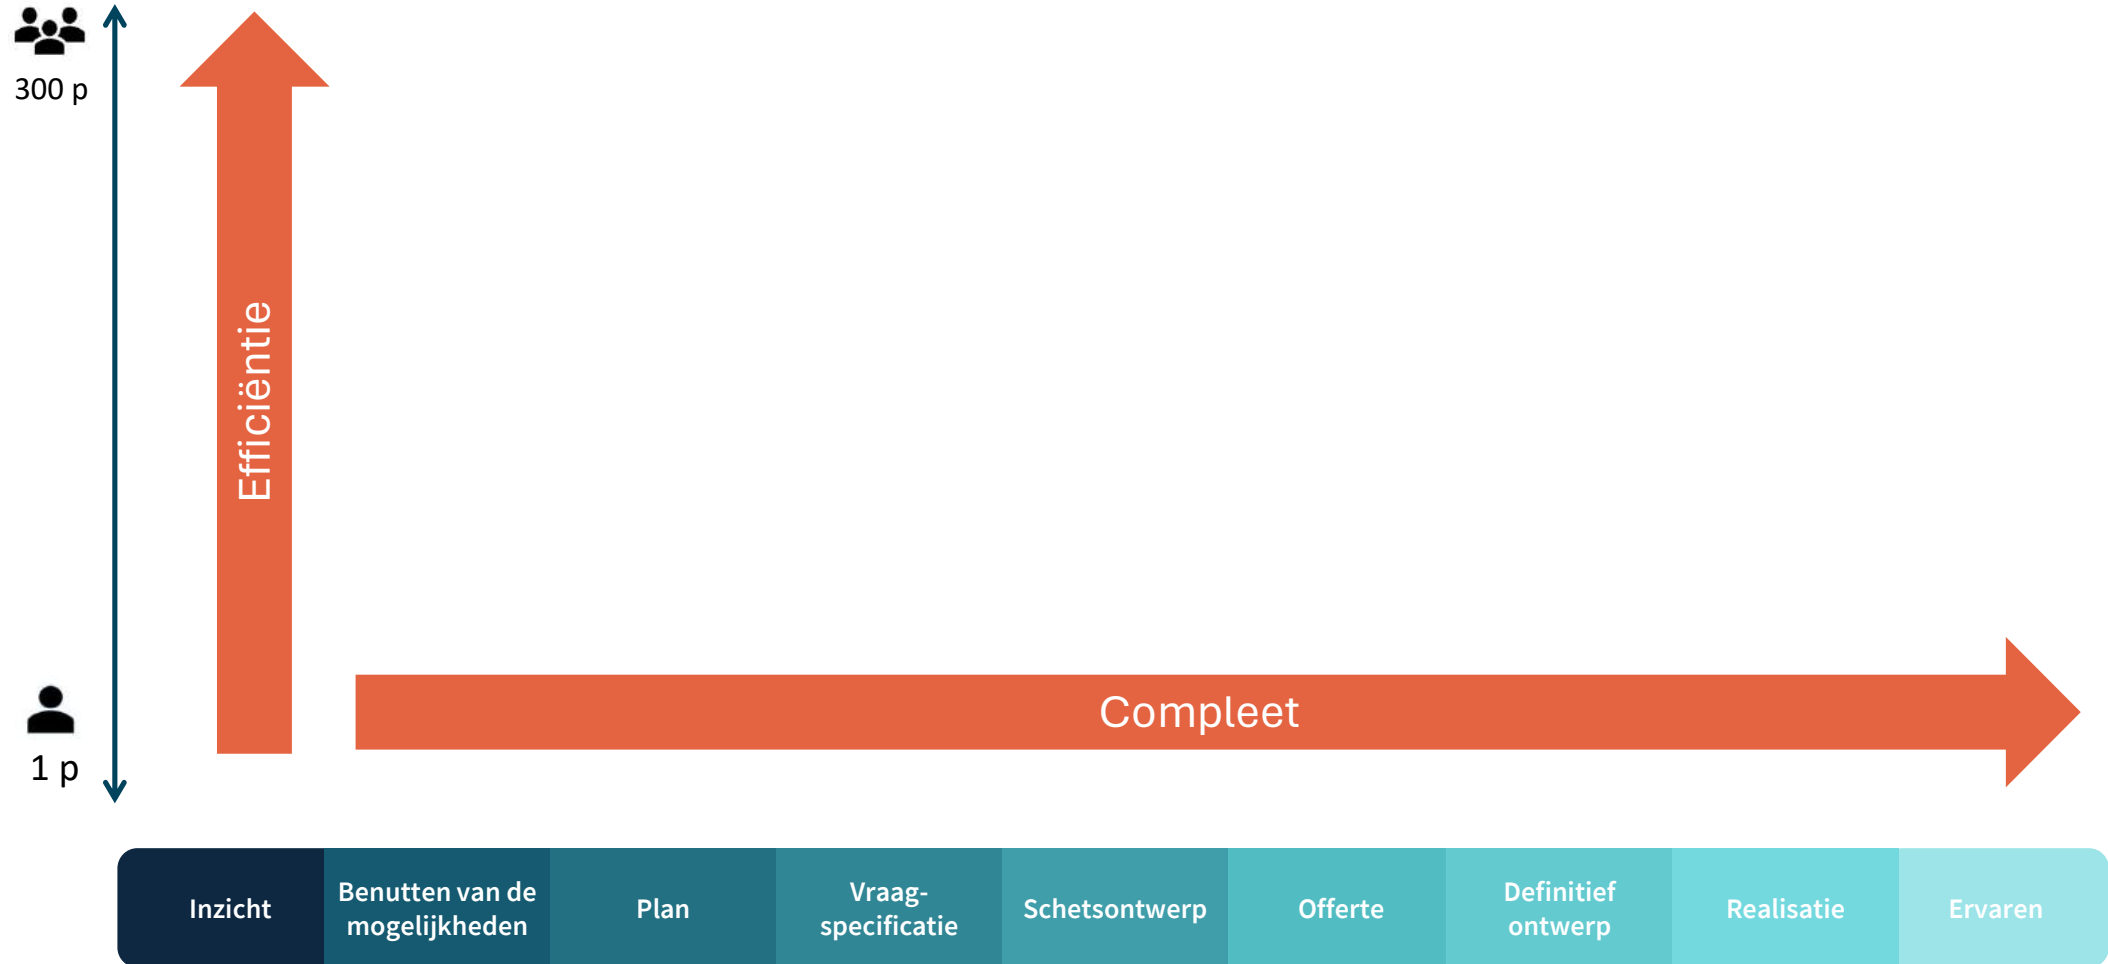 300 p
Efficiëntie
Compleet
1 p
Inzicht
Benutten van de
mogelijkheden
Plan
Vraag-
specificatie
Schetsontwerp
Offerte
Definitief
ontwerp
Realisatie
Ervaren